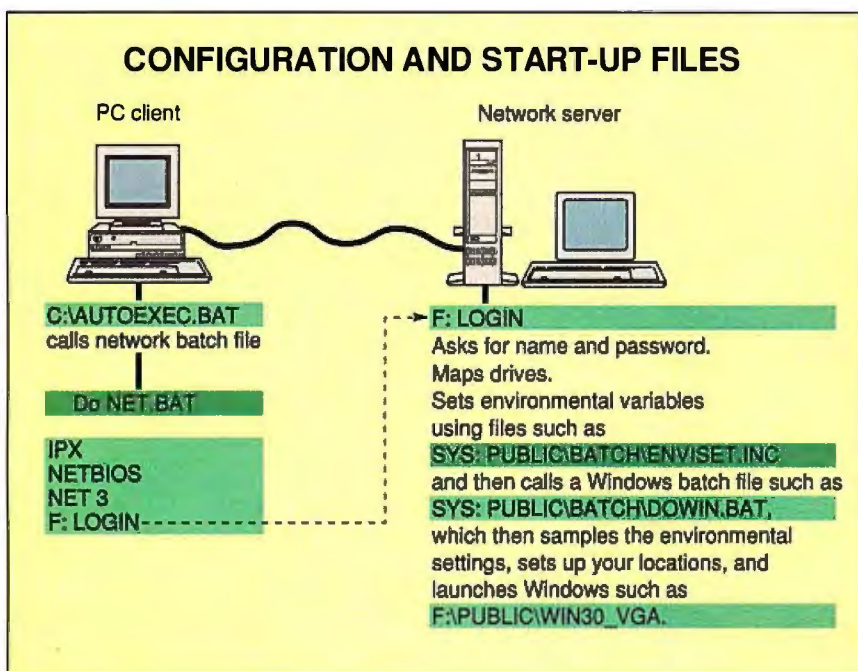 CONFIGURATION AND START-UP FILES
PC client
Network server
C:\AUTOEXEC.BAT
calls network batch file
Do NET.BAT
IPX
NETBIOS
NET 3
F: LOGIN
F: LOGIN
Asks for name and password.
Maps drives.
Sets environmental variables
using files such as
SYS: PUBLIC\BATCH\ENVISET.INC
and then calls a Windows batch file such as
SYS: PUBLIC\BATCH\DOWIN.BAT,
which then samples the environmental
settings, sets up your locations, and
launches Windows such as
F:\PUBLIC\WIN30_VGA.